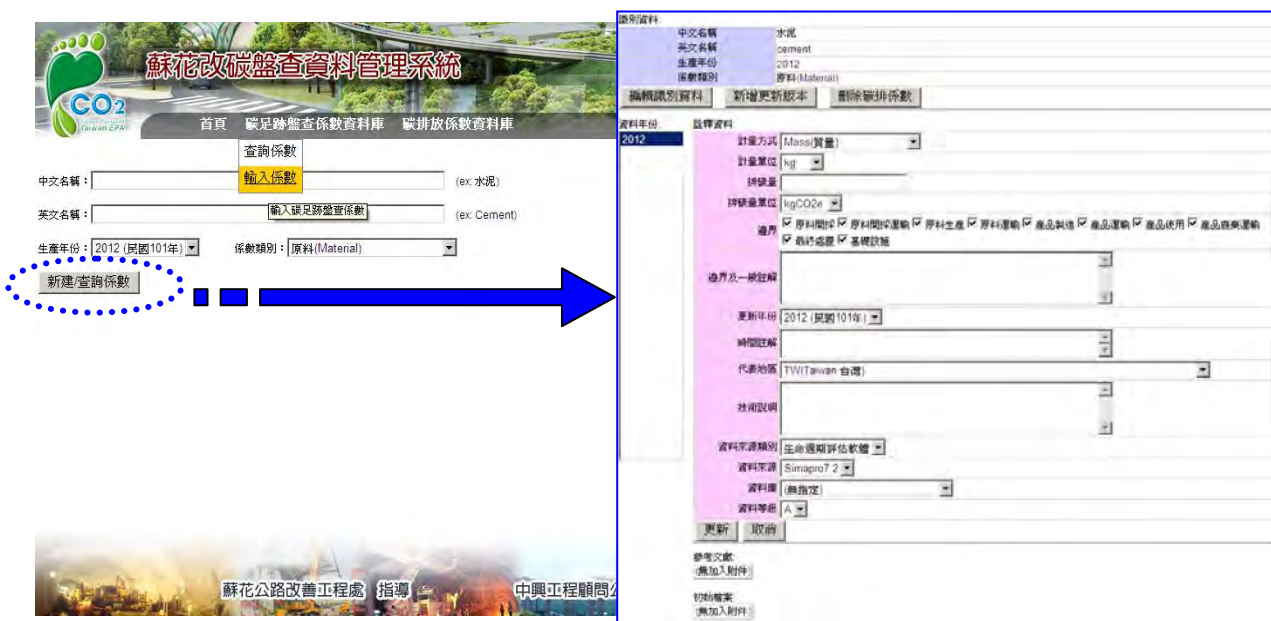 蘇花改碳盤查資料管理系統
CO2
Taiwan EPA
首頁 碳足跡盤查係數資料庫 碳排放係數資料庫
查詢係數
輸入係數
輸入碳足跡盤查係數
中文名稱： (ex: 水泥)
英文名稱： (ex: Cement)
生產年份： 2012 (民國101年) 係數類別： 原料(Material)
新建/查詢係數
蘇花公路改善工程處 指導 中興工程顧問公
識別資料
中文名稱 水泥
英文名稱 cement
生產年份 2012
係數類別 原料(Material)
編輯識別資料 新增更新版本 刪除碳排係數
資料年份
2012
詮釋資料
計量方式 Mass(質量)
計量單位 kg
排碳量
排碳量單位 kgCO2e
邊界 原料開採 原料開採運輸 原料生產 原料運輸 產品製造 產品運輸 產品使用 產品廢棄運輸
最終處置 基礎設施
邊界及一般註解
更新年份 2012 (民國101年)
時間註解
代表地區 TW(Taiwan 台灣)
技術說明
資料來源類別 生命週期評估軟體
資料來源 Simapro7.2
資料庫 (無指定)
資料等級 A
更新 取消
參考文獻
(無加入附件)
初始檔案
(無加入附件)